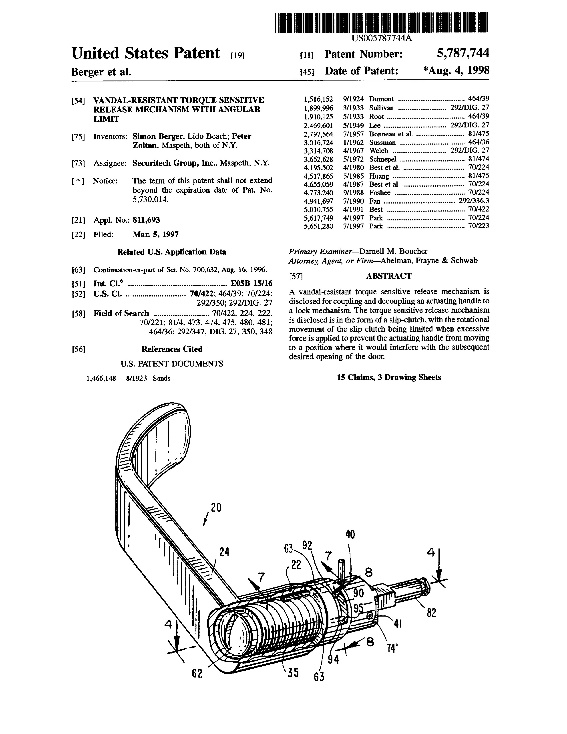 US005787744A
United States Patent [19]
Berger et al.
[11] Patent Number: 5,787,744
[45] Date of Patent: *Aug. 4, 1998
[54] VANDAL-RESISTANT TORQUE SENSITIVE
RELEASE MECHANISM WITH ANGULAR
LIMIT
[75] Inventors: Simon Berger, Lido Beach; Peter
Zoltan, Maspeth, both of N.Y.
[73] Assignee: Securitech Group, Inc., Maspeth, N.Y.
[*] Notice: The term of this patent shall not extend
beyond the expiration date of Pat. No.
5,730,014.
[21] Appl. No.: 811,693
[22] Filed: Mar. 5, 1997
Related U.S. Application Data
[63] Continuation-in-part of Ser. No. 700,632, Aug. 16, 1996.
[51] Int. Cl.6 E05B 15/16
[52] U.S. Cl. 70/422; 464/39; 70/224;
292/350; 292/DIG. 27
[58] Field of Search 70/422, 224, 222,
70/221; 81/4, 473, 474, 475, 480, 481;
464/36; 292/347, DIG. 27, 350, 348
[56] References Cited
U.S. PATENT DOCUMENTS
1,466,148 8/1923 Sands
1,516,152 9/1924 Dumont 464/39
1,899,996 3/1933 Sullivan 292/DIG. 27
1,910,125 5/1933 Root 464/39
2,469,601 5/1949 Lee 292/DIG. 27
2,797,564 7/1957 Bonneau et al. 81/475
3,016,724 1/1962 Sussman 464/36
3,314,708 4/1967 Welch 292/DIG. 27
3,662,628 5/1972 Schnepel 81/474
4,195,502 4/1980 Best et al. 70/224
4,517,865 5/1985 Huang 81/475
4,655,059 4/1987 Best et al. 70/224
4,773,240 9/1988 Foshee 70/224
4,941,697 7/1990 Fan 292/336.3
5,010,755 4/1991 Best 70/422
5,617,749 4/1997 Park 70/224
5,651,280 7/1997 Park 70/223
Primary Examiner—Darnell M. Boucher
Attorney, Agent, or Firm—Abelman, Frayne & Schwab
[57] ABSTRACT
A vandal-resistant torque sensitive release mechanism is
disclosed for coupling and decoupling an actuating handle to
a lock mechanism. The torque sensitive release mechanism
is disclosed is in the form of a slip-clutch, with the rotational
movement of the slip clutch being limited when excessive
force is applied to prevent the actuating handle from moving
to a position where it would interfere with the subsequent
desired opening of the door.
15 Claims, 3 Drawing Sheets
20
24
7
63
92
22
40
7
8
90
95
4
82
41
74'
8
94
63
35
62
4